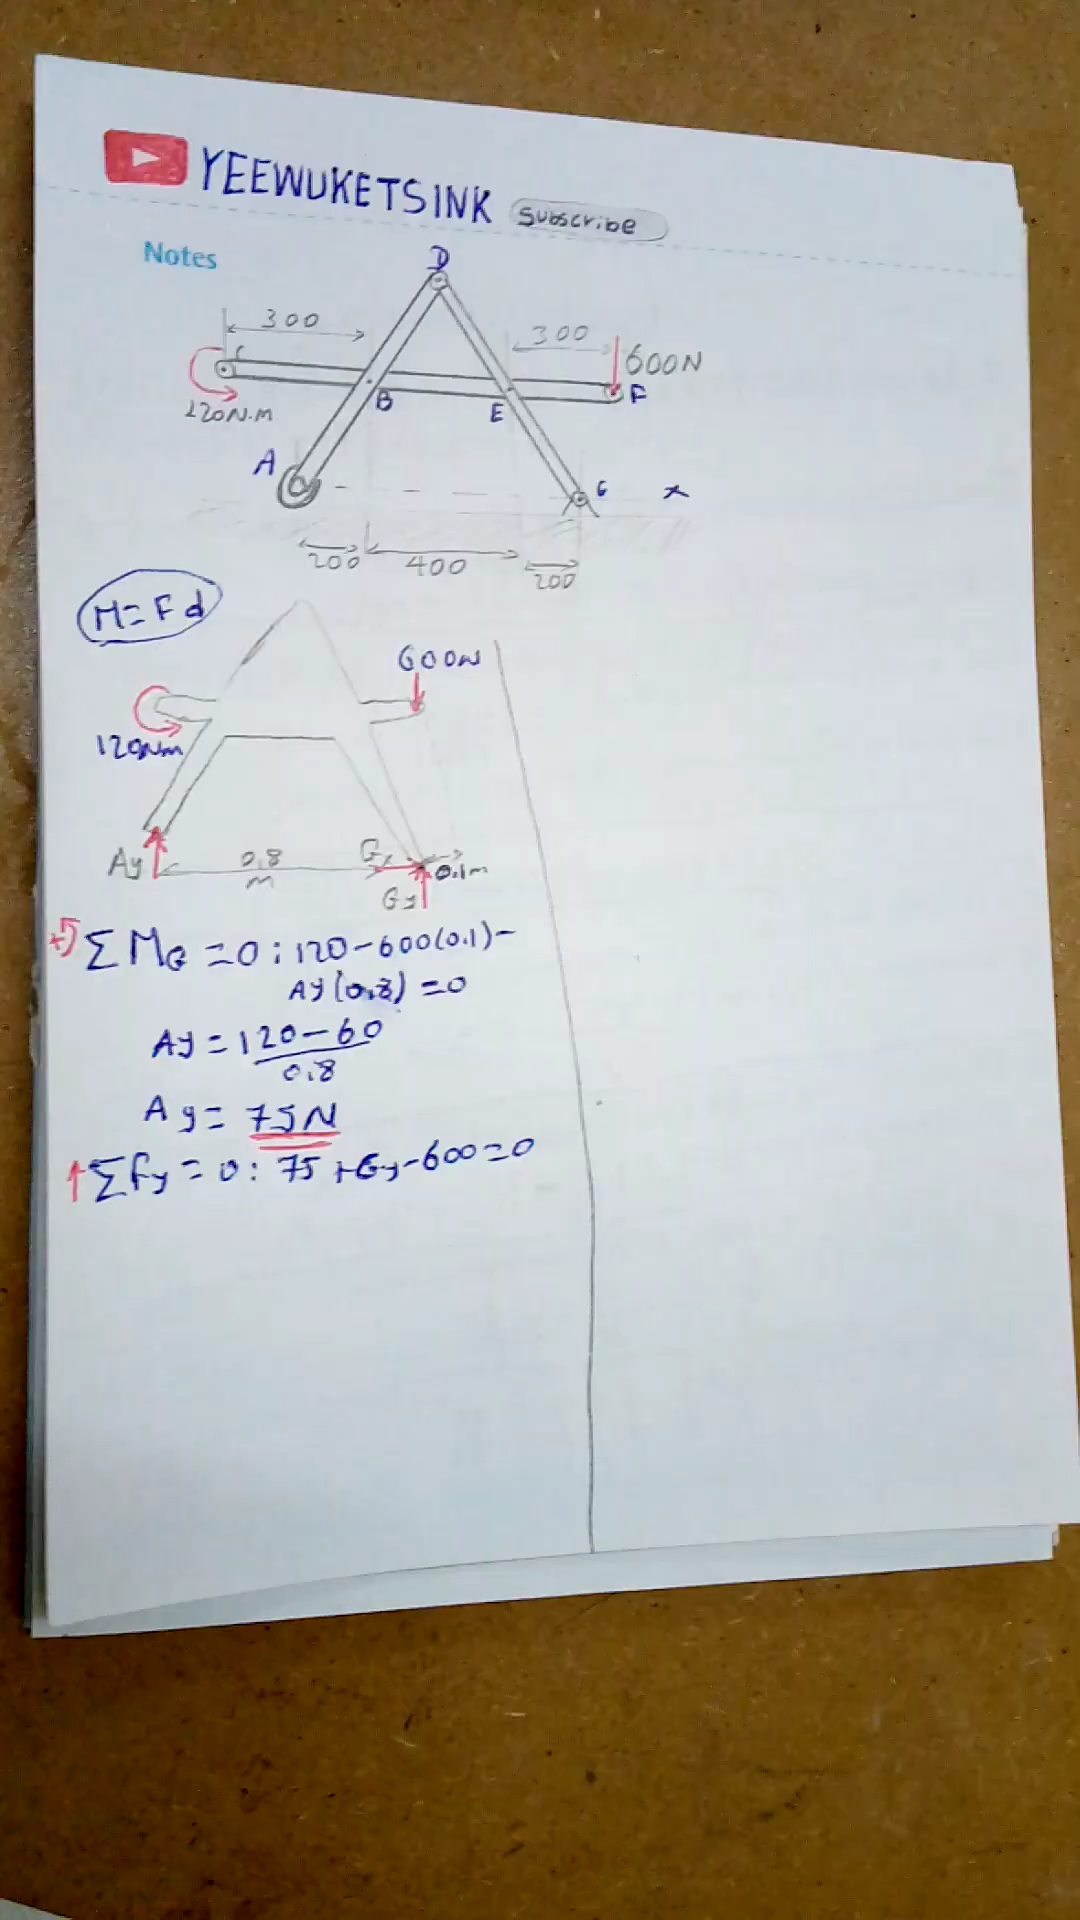 YEEWUKETSINK
Subscribe
Notes
D
300
300
600N
C
120N.m
B
E
F
A
G
x
200
400
200
M=Fd
600N
120Nm
Ay
0.8
m
Gx
0.1m
Gy
+ ΣMG =0: 120-600(0.1)-
Ay(0.8) =0
Ay = 120-60
0.8
Ay = 75N
↑ΣFy = 0: 75 +Gy-600=0